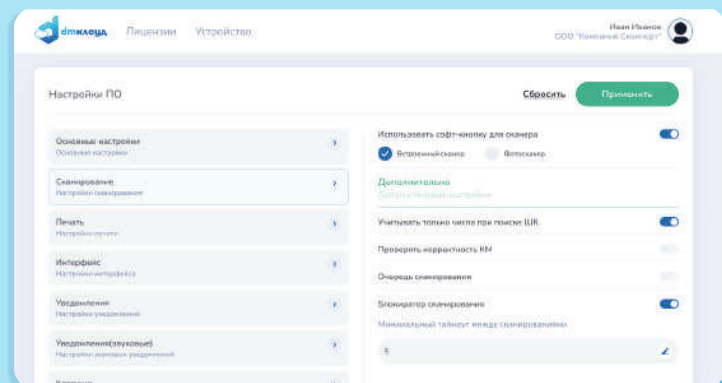 dmклауд
Лицензии
Устройство
Иван Иванов
ООО "Компания Сканпорт"
Настройки ПО
Сбросить
Применить
Основные настройки
Основные настройки
Сканирование
Настройки сканирования
Печать
Настройки печати
Интерфейс
Настройки интерфейса
Уведомления
Настройки уведомлений
Уведомления(звуковые)
Настройки звуковых уведомлений
Использовать софт-кнопку для сканера
Встроенный сканер
Фотосканер
Дополнительно
Дополнительные настройки
Учитывать только числа при поиске ШК
Проверять корректность КМ
Очередь сканирования
Блокиратор сканирования
Минимальный таймаут между сканированиями
5